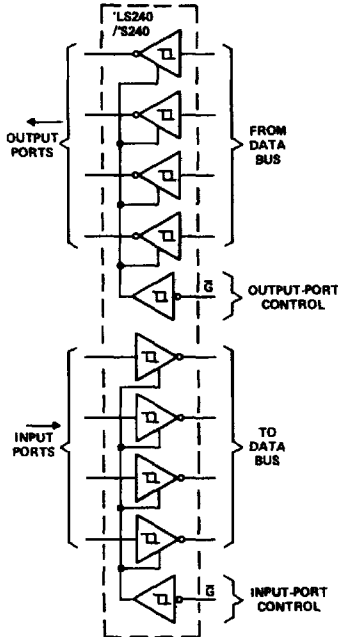 'LS240
/'S240
OUTPUT
PORTS
FROM
DATA
BUS
G
OUTPUT-PORT
CONTROL
INPUT
PORTS
TO
DATA
BUS
G
INPUT-PORT
CONTROL